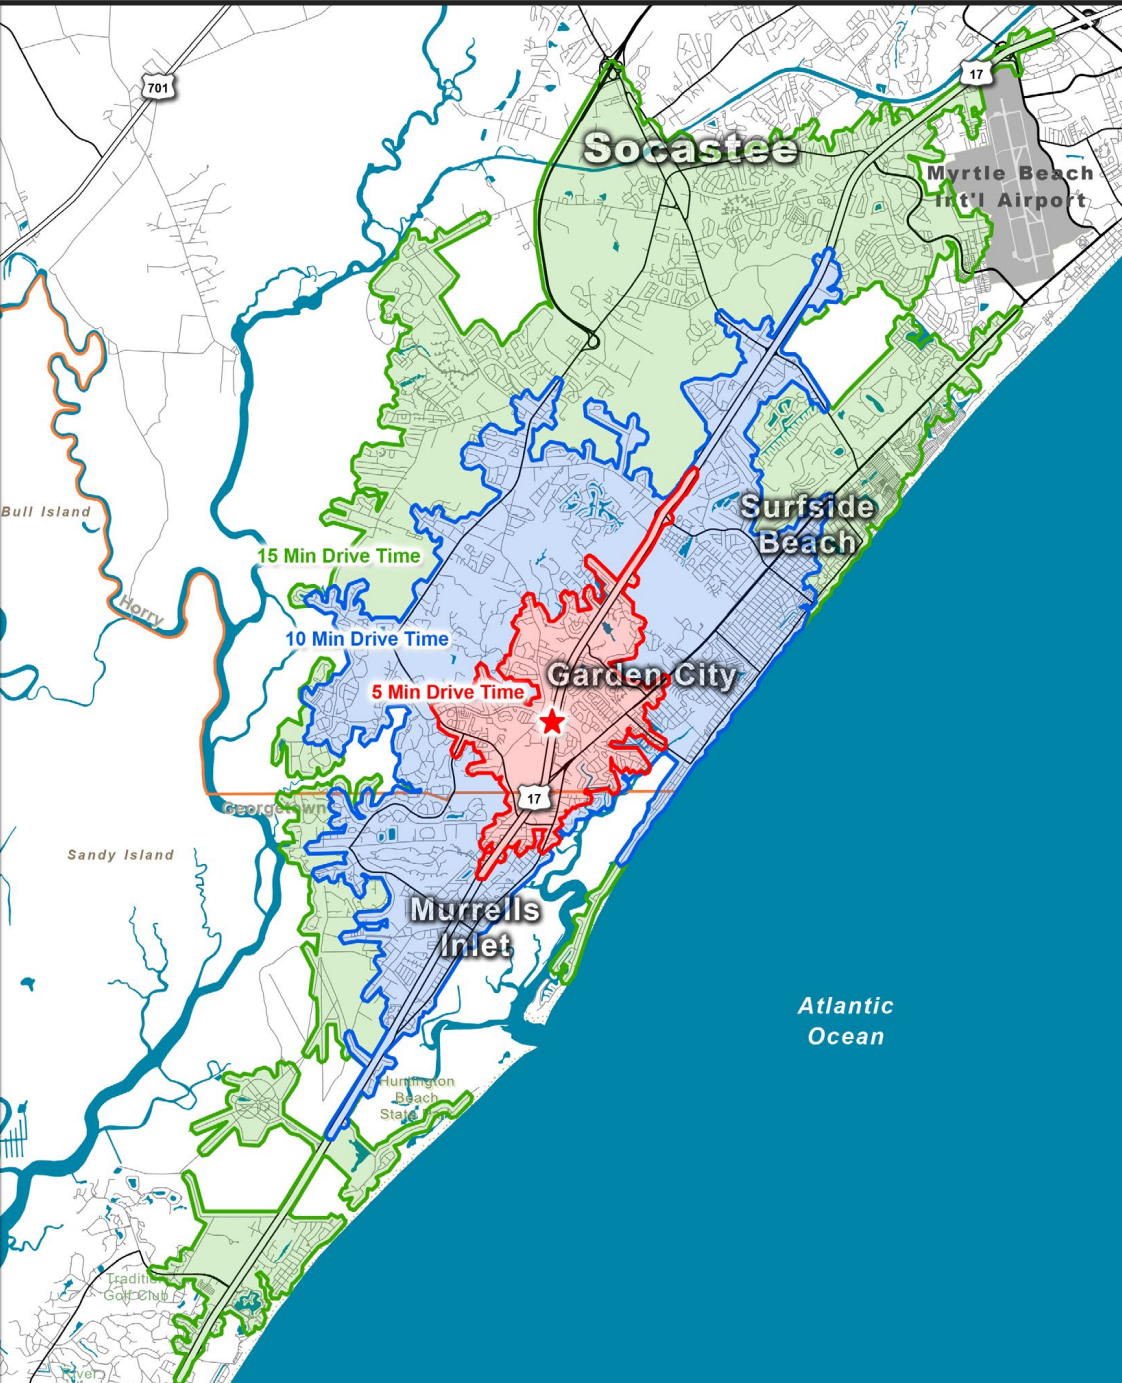 17
701
Socastee
Myrtle Beach
Int'l Airport
Bull Island
Surfside
Beach
15 Min Drive Time
Horry
10 Min Drive Time
Garden City
5 Min Drive Time
17
Georgetown
Sandy Island
Murrells
Inlet
Atlantic
Ocean
Huntington
Beach
State Park
Golf Club
River